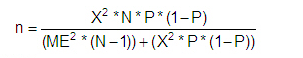 n = X² *N*P*(1−P) / (ME² *(N−1))+(X² *P*(1−P))